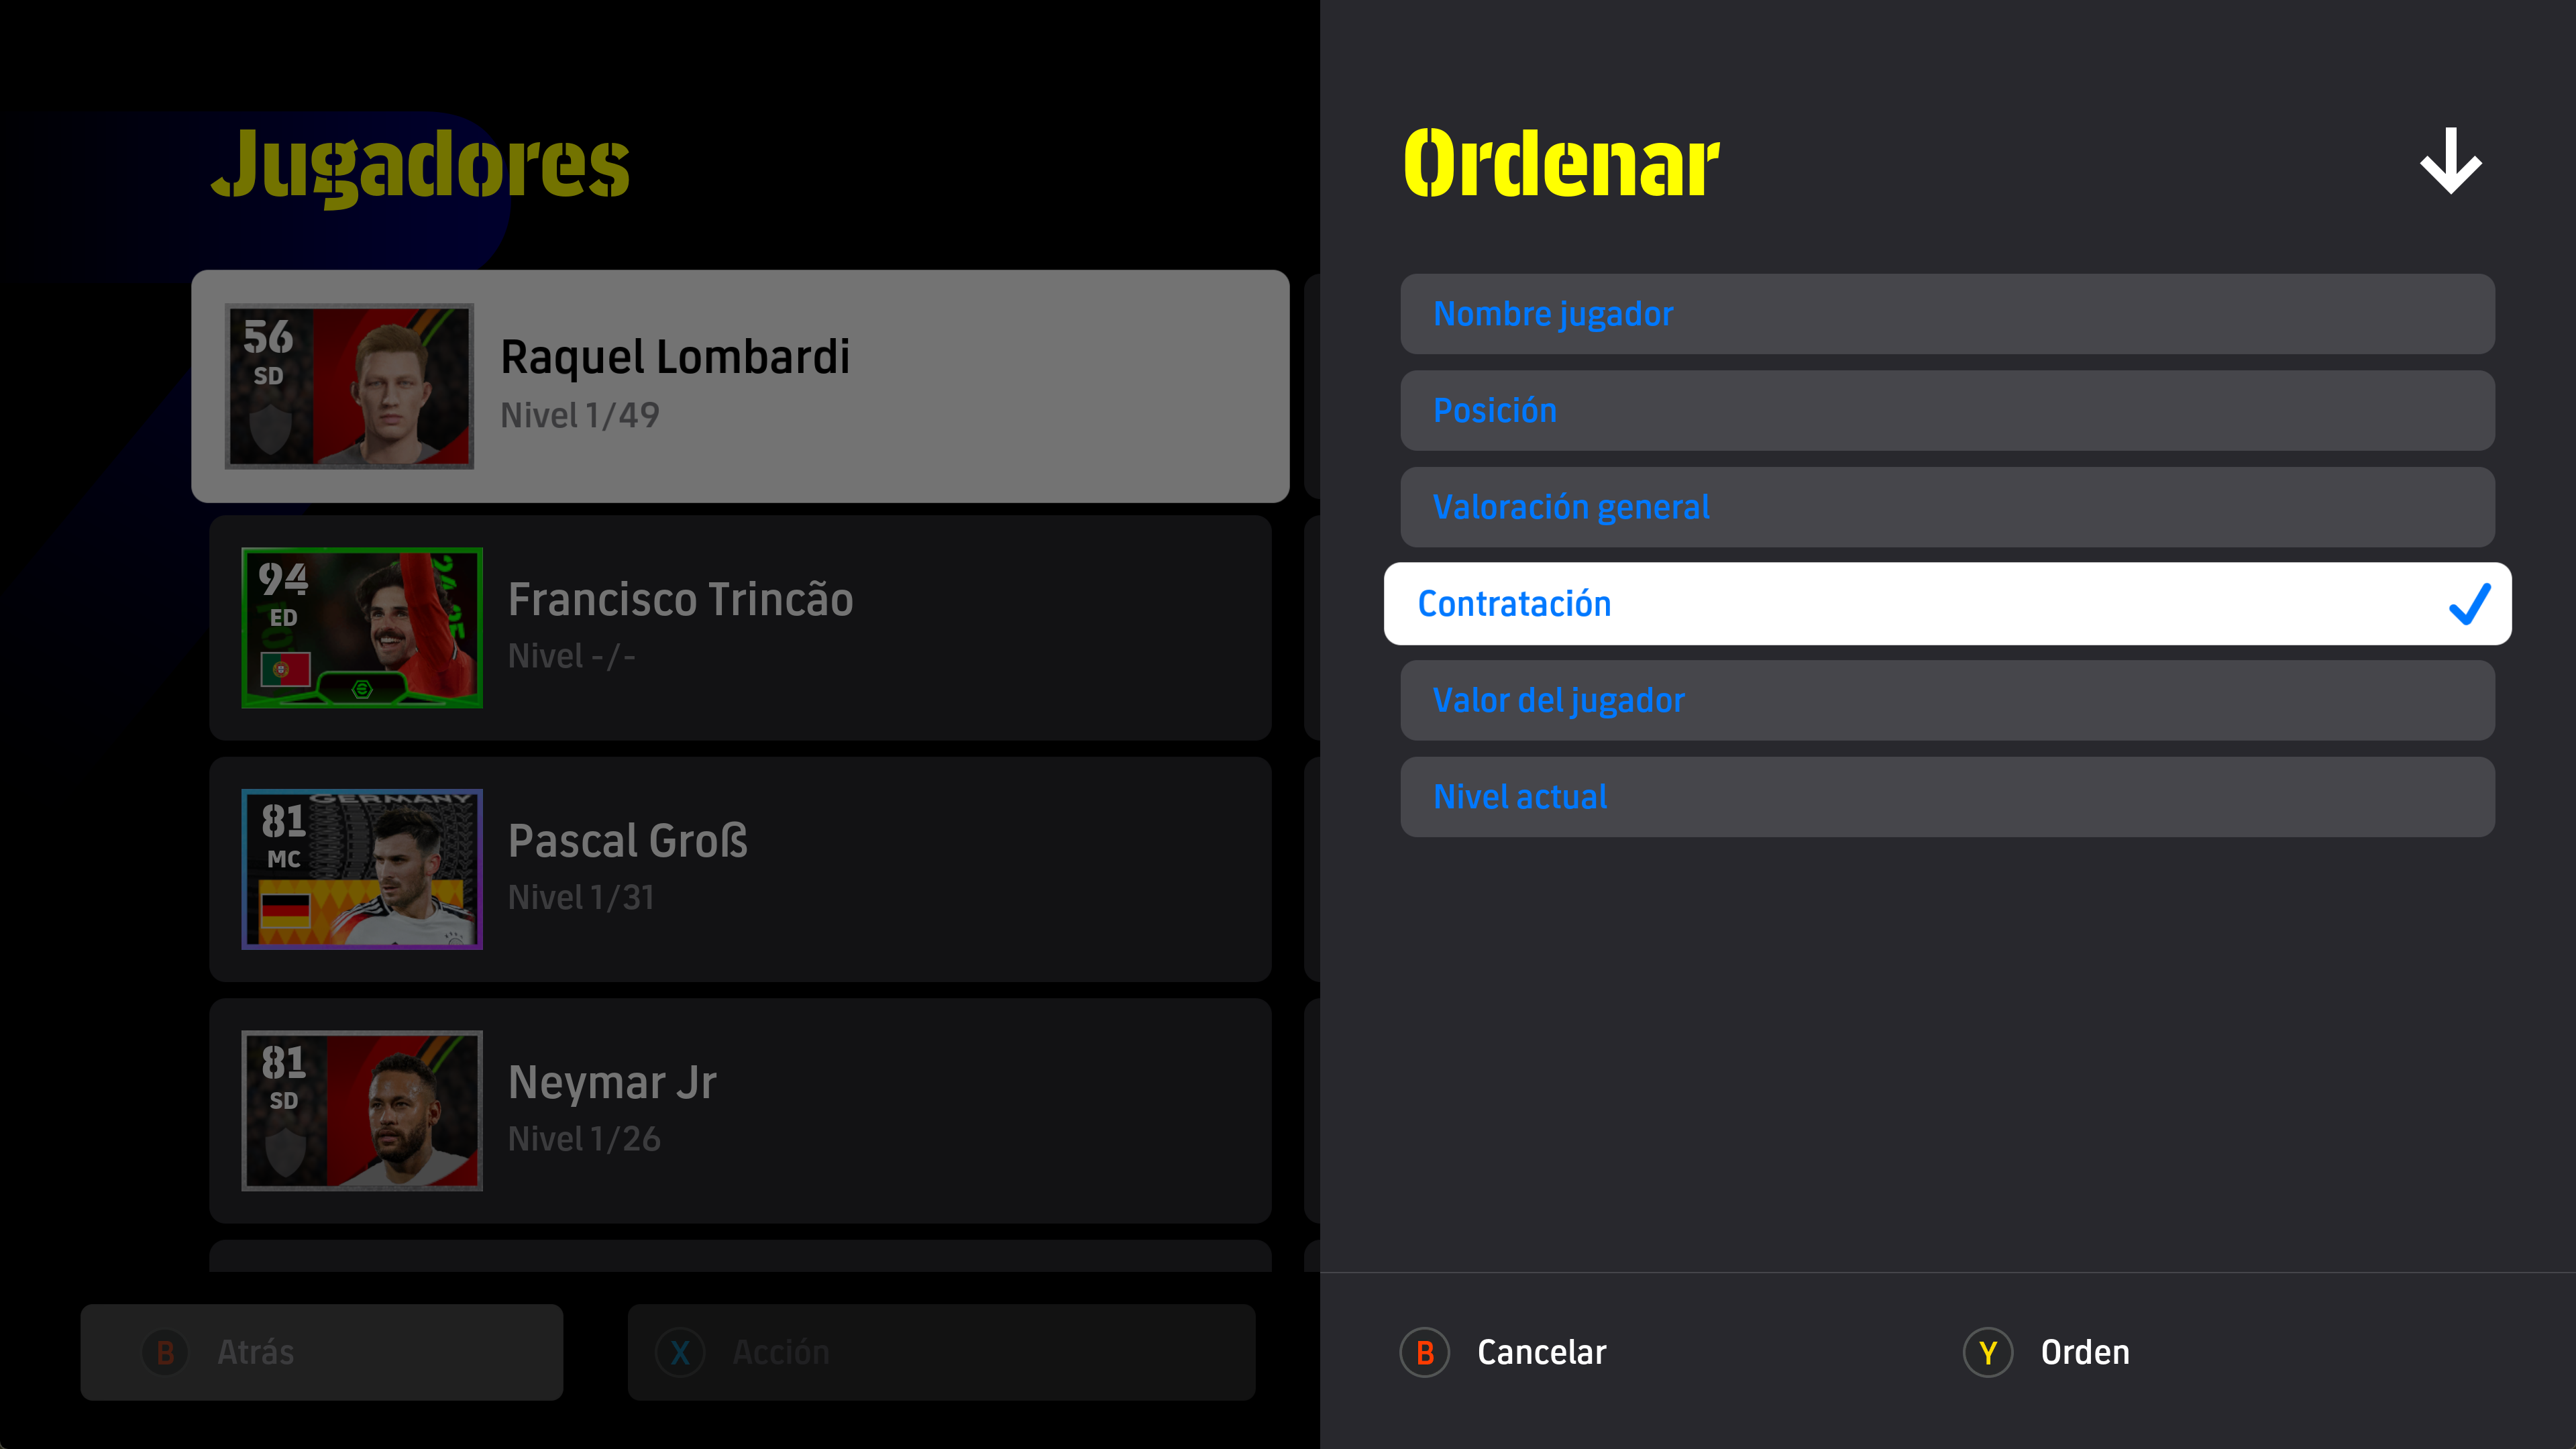 Jugadores
56
SD
Raquel Lombardi
Nivel 1/49
94
ED
Francisco Trincão
Nivel -/-
GERMANY
81
MC
Pascal Groß
Nivel 1/31
81
SD
Neymar Jr
Nivel 1/26
B Atrás
X Acción
Ordenar
Nombre jugador
Posición
Valoración general
Contratación
Valor del jugador
Nivel actual
B Cancelar
Y Orden